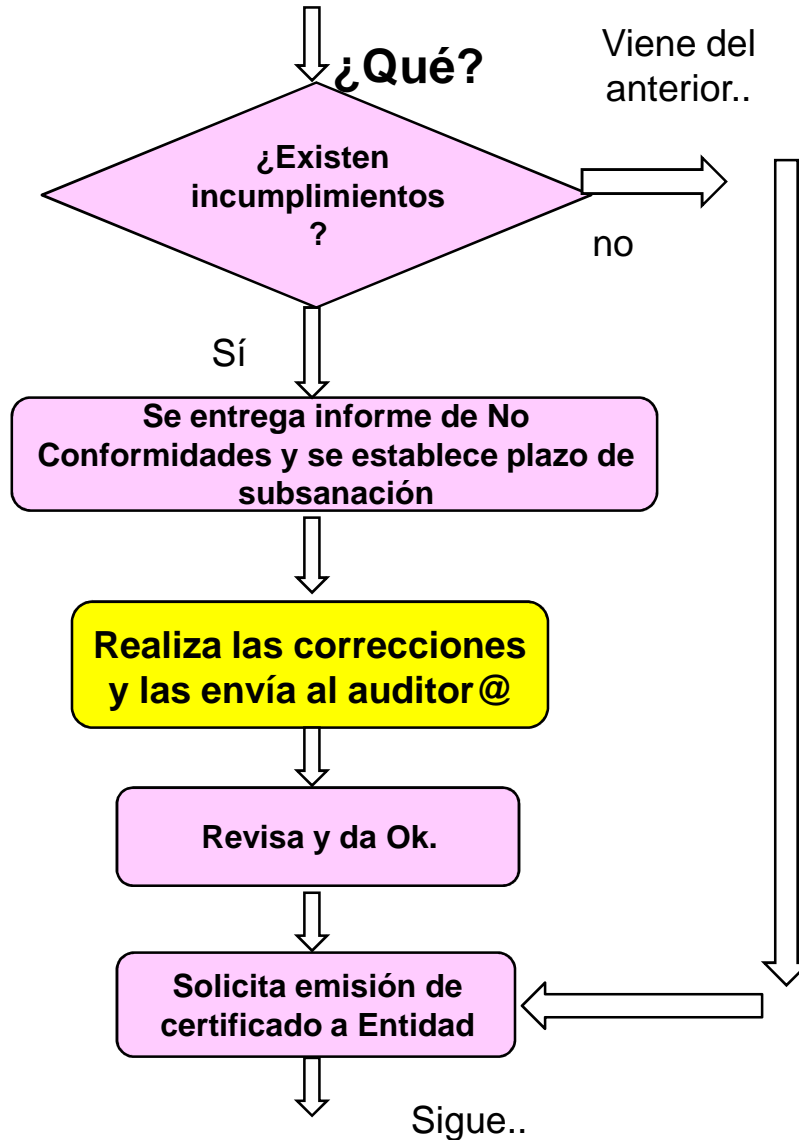 ¿Qué?
Viene del
anterior..
¿Existen
incumplimientos
?
no
Sí
Se entrega informe de No
Conformidades y se establece plazo de
subsanación
Realiza las correcciones
y las envía al auditor@
Revisa y da Ok.
Solicita emisión de
certificado a Entidad
Sigue..